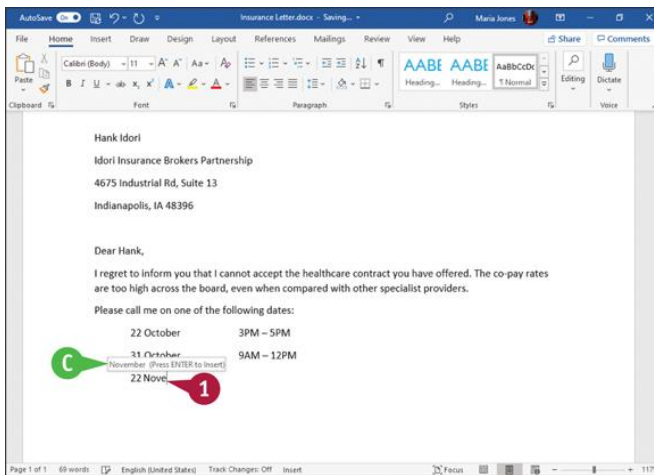 AutoSave On Insurance Letter.docx - Saving... Maria Jones
File Home Insert Draw Design Layout References Mailings Review View Help Share Comments
Calibri (Body) 11 A A Aa A AABE AABE AaBbCcDc
Paste B I U ab x x A A Heading... Heading... ¶ Normal Editing Dictate
Clipboard Font Paragraph Styles Voice
Hank Idori
Idori Insurance Brokers Partnership
4675 Industrial Rd, Suite 13
Indianapolis, IA 48396
Dear Hank,
I regret to inform you that I cannot accept the healthcare contract you have offered. The co-pay rates
are too high across the board, even when compared with other specialist providers.
Please call me on one of the following dates:
22 October 3PM – 5PM
31 October 9AM – 12PM
C November (Press ENTER to Insert)
22 Nove 1
Page 1 of 1 69 words English (United States) Track Changes: Off Insert Focus